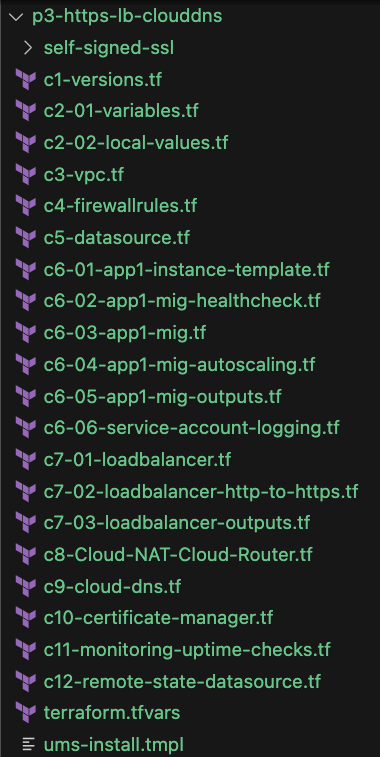 p3-https-lb-clouddns
self-signed-ssl
c1-versions.tf
c2-01-variables.tf
c2-02-local-values.tf
c3-vpc.tf
c4-firewallrules.tf
c5-datasource.tf
c6-01-app1-instance-template.tf
c6-02-app1-mig-healthcheck.tf
c6-03-app1-mig.tf
c6-04-app1-mig-autoscaling.tf
c6-05-app1-mig-outputs.tf
c6-06-service-account-logging.tf
c7-01-loadbalancer.tf
c7-02-loadbalancer-http-to-https.tf
c7-03-loadbalancer-outputs.tf
c8-Cloud-NAT-Cloud-Router.tf
c9-cloud-dns.tf
c10-certificate-manager.tf
c11-monitoring-uptime-checks.tf
c12-remote-state-datasource.tf
terraform.tfvars
ums-install.tmpl